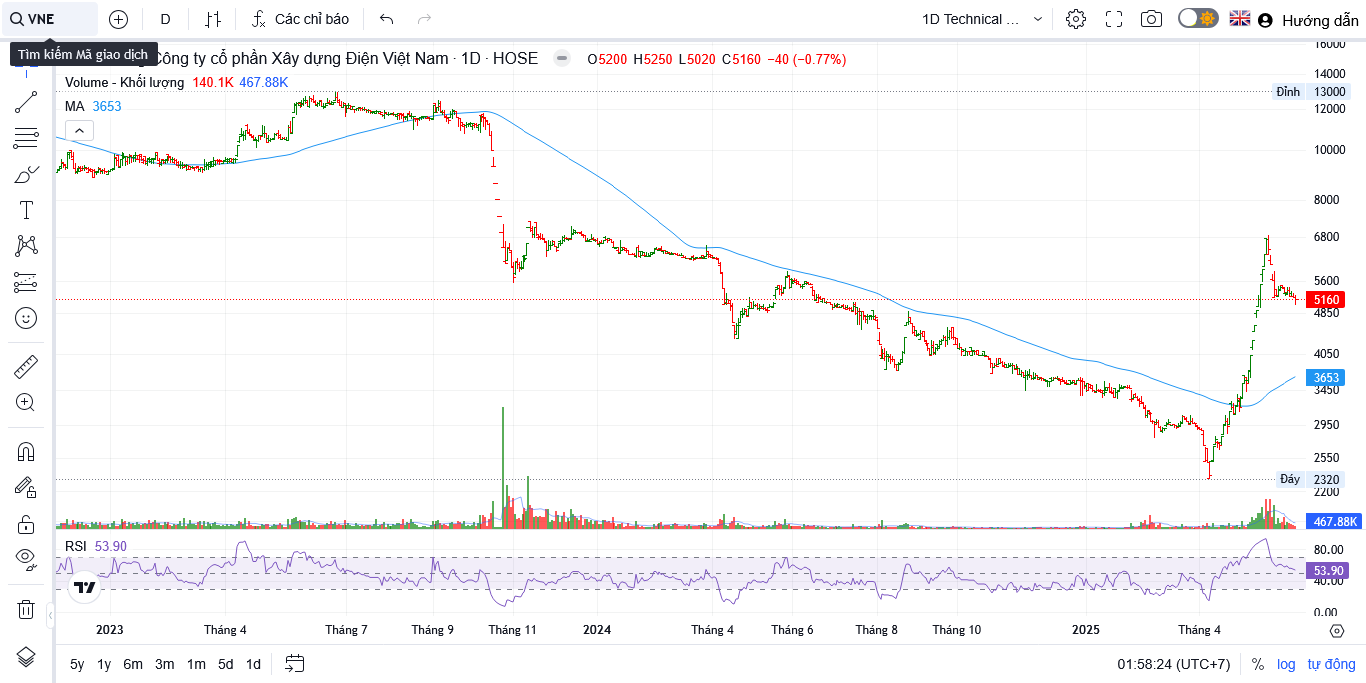 VNE D Các chỉ báo 1D Technical ... Hướng dẫn
Tìm kiếm Mã giao dịch
Công ty cổ phần Xây dựng Điện Việt Nam · 1D · HOSE O5200 H5250 L5020 C5160 −40 (−0.77%)
Volume - Khối lượng 140.1K 467.88K
MA 3653
16000
14000
Đỉnh 13000
12000
10000
8000
6800
5600
5160
4850
4050
3653
3450
2950
2550
Đáy 2320
2200
467.88K
RSI 53.90
80.00
53.90
40.00
0.00
2023 Tháng 4 Tháng 7 Tháng 9 Tháng 11 2024 Tháng 4 Tháng 6 Tháng 8 Tháng 10 2025 Tháng 4
5y 1y 6m 3m 1m 5d 1d 01:58:24 (UTC+7) % log tự động